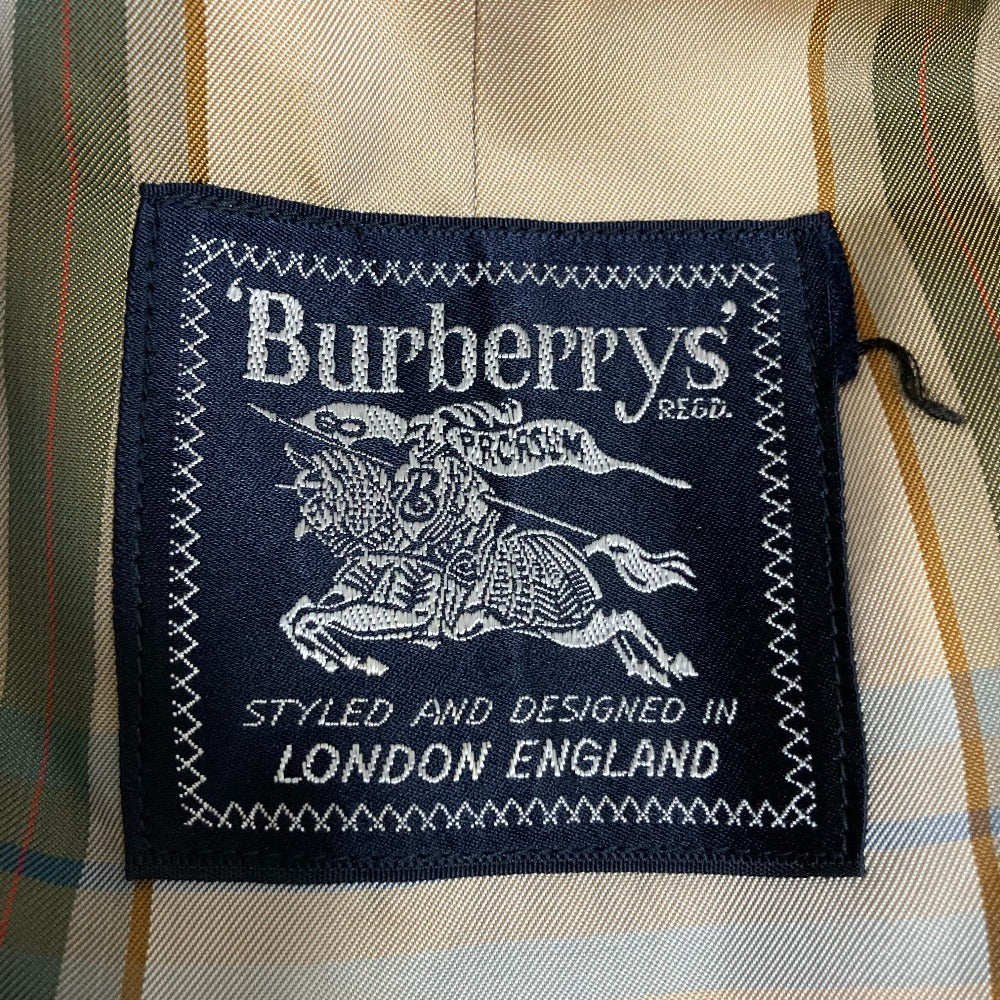 'Burberrys'
REGD.
PRORSUM
B
STYLED AND DESIGNED IN
LONDON ENGLAND